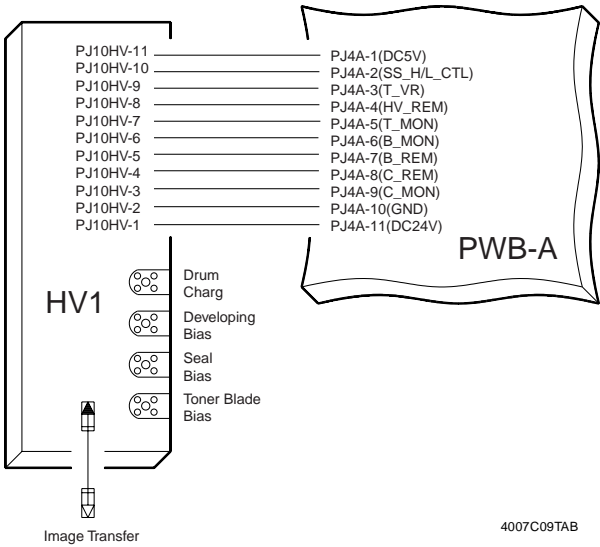 PJ10HV-11 PJ4A-1(DC5V)
PJ10HV-10 PJ4A-2(SS_H/L_CTL)
PJ10HV-9 PJ4A-3(T_VR)
PJ10HV-8 PJ4A-4(HV_REM)
PJ10HV-7 PJ4A-5(T_MON)
PJ10HV-6 PJ4A-6(B_MON)
PJ10HV-5 PJ4A-7(B_REM)
PJ10HV-4 PJ4A-8(C_REM)
PJ10HV-3 PJ4A-9(C_MON)
PJ10HV-2 PJ4A-10(GND)
PJ10HV-1 PJ4A-11(DC24V)
PWB-A
HV1
Drum
Charg
Developing
Bias
Seal
Bias
Toner Blade
Bias
Image Transfer
4007C09TAB